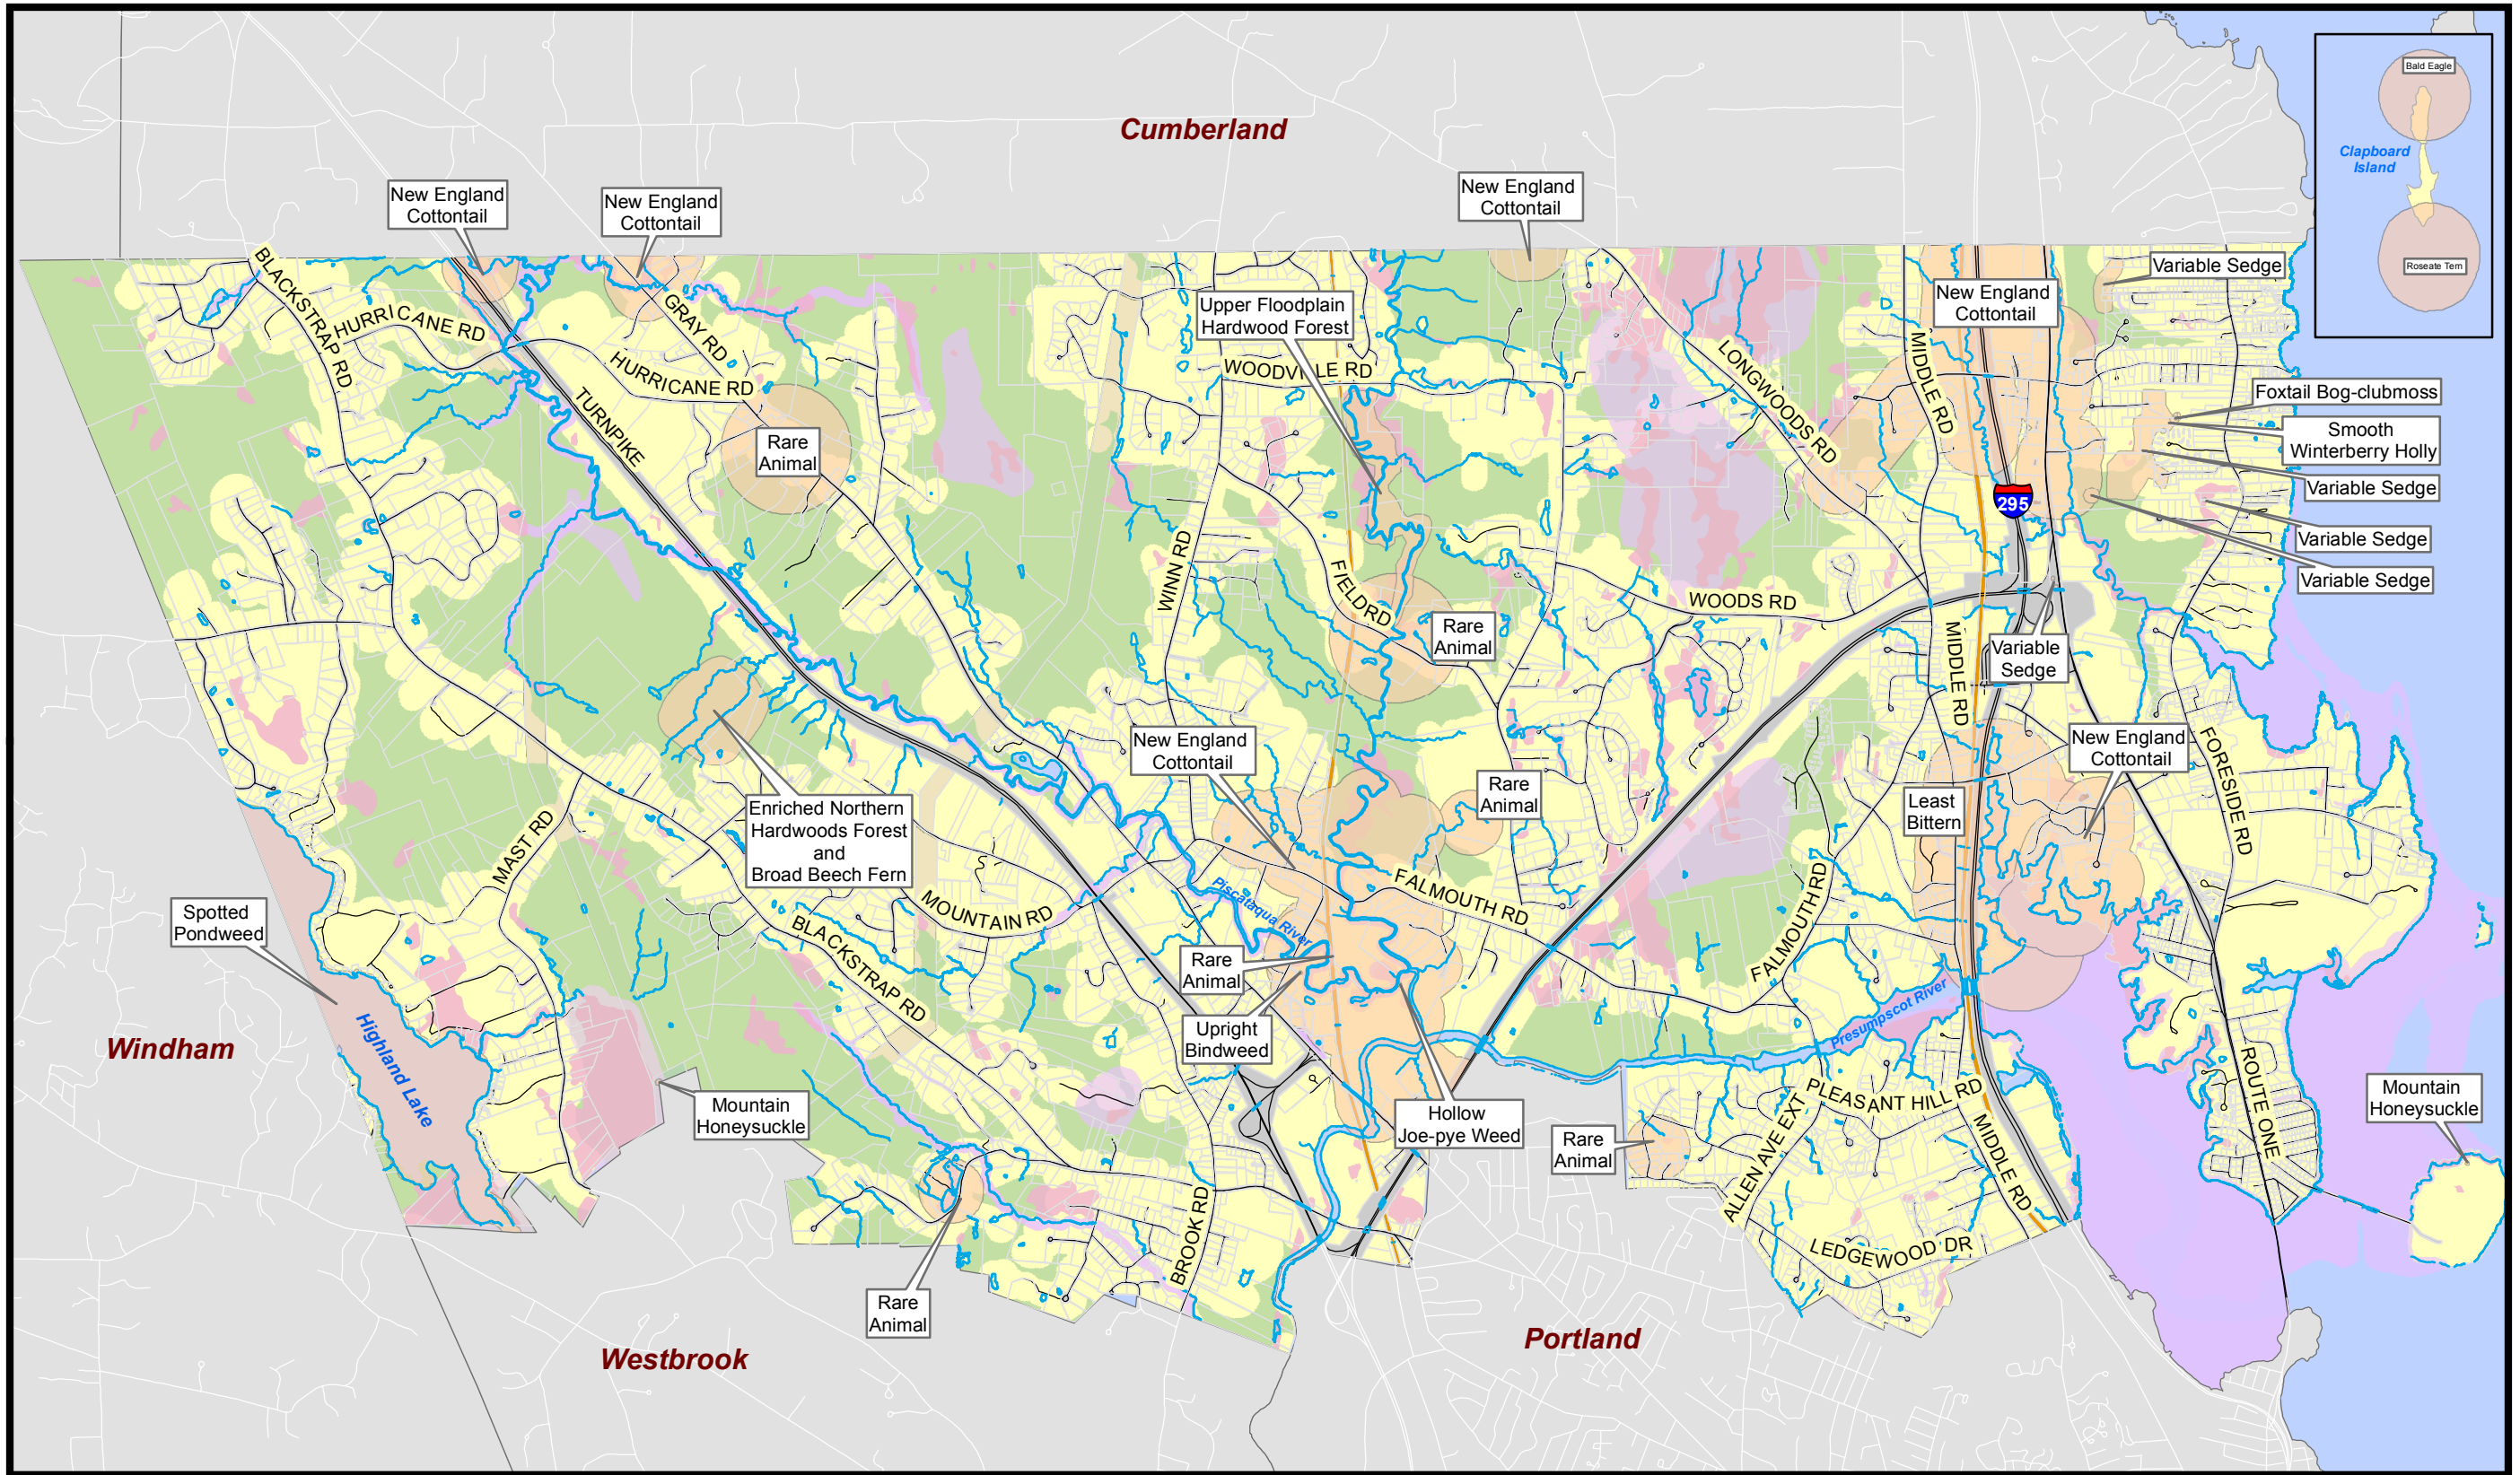 Bald Eagle
Cumberland
Clapboard
Island
New England
Cottontail
New England
Cottontail
New England
Cottontail
Roseate Tern
Variable Sedge
New England
Cottontail
Upper Floodplain
Hardwood Forest
BLACKSTRAP RD
HURRICANE RD
GRAY RD
HURRICANE RD
WOODVILLE RD
LONGWOODS RD
MIDDLE RD
Foxtail Bog-clubmoss
Smooth
Winterberry Holly
Variable Sedge
Variable Sedge
Variable Sedge
TURNPIKE
Rare
Animal
295
WINN RD
FIELDRD
WOODS RD
Rare
Animal
MIDDLE RD
Variable
Sedge
New England
Cottontail
New England
Cottontail
FORESIDE RD
Rare
Animal
Least
Bittern
Enriched Northern
Hardwoods Forest
and
Broad Beech Fern
MAST RD
FALMOUTH RD
FALMOUTHRD
Piscataqua River
MOUNTAIN RD
BLACKSTRAP RD
Spotted
Pondweed
Rare
Animal
Upright
Bindweed
Presumpscot River
Windham
Highland Lake
Mountain
Honeysuckle
Hollow
Joe-pye Weed
Rare
Animal
PLEASANT HILL RD
ALLEN AVE EXT
MIDDLE RD
ROUTE ONE
Mountain
Honeysuckle
BROOK RD
LEDGEWOOD DR
Rare
Animal
Westbrook
Portland